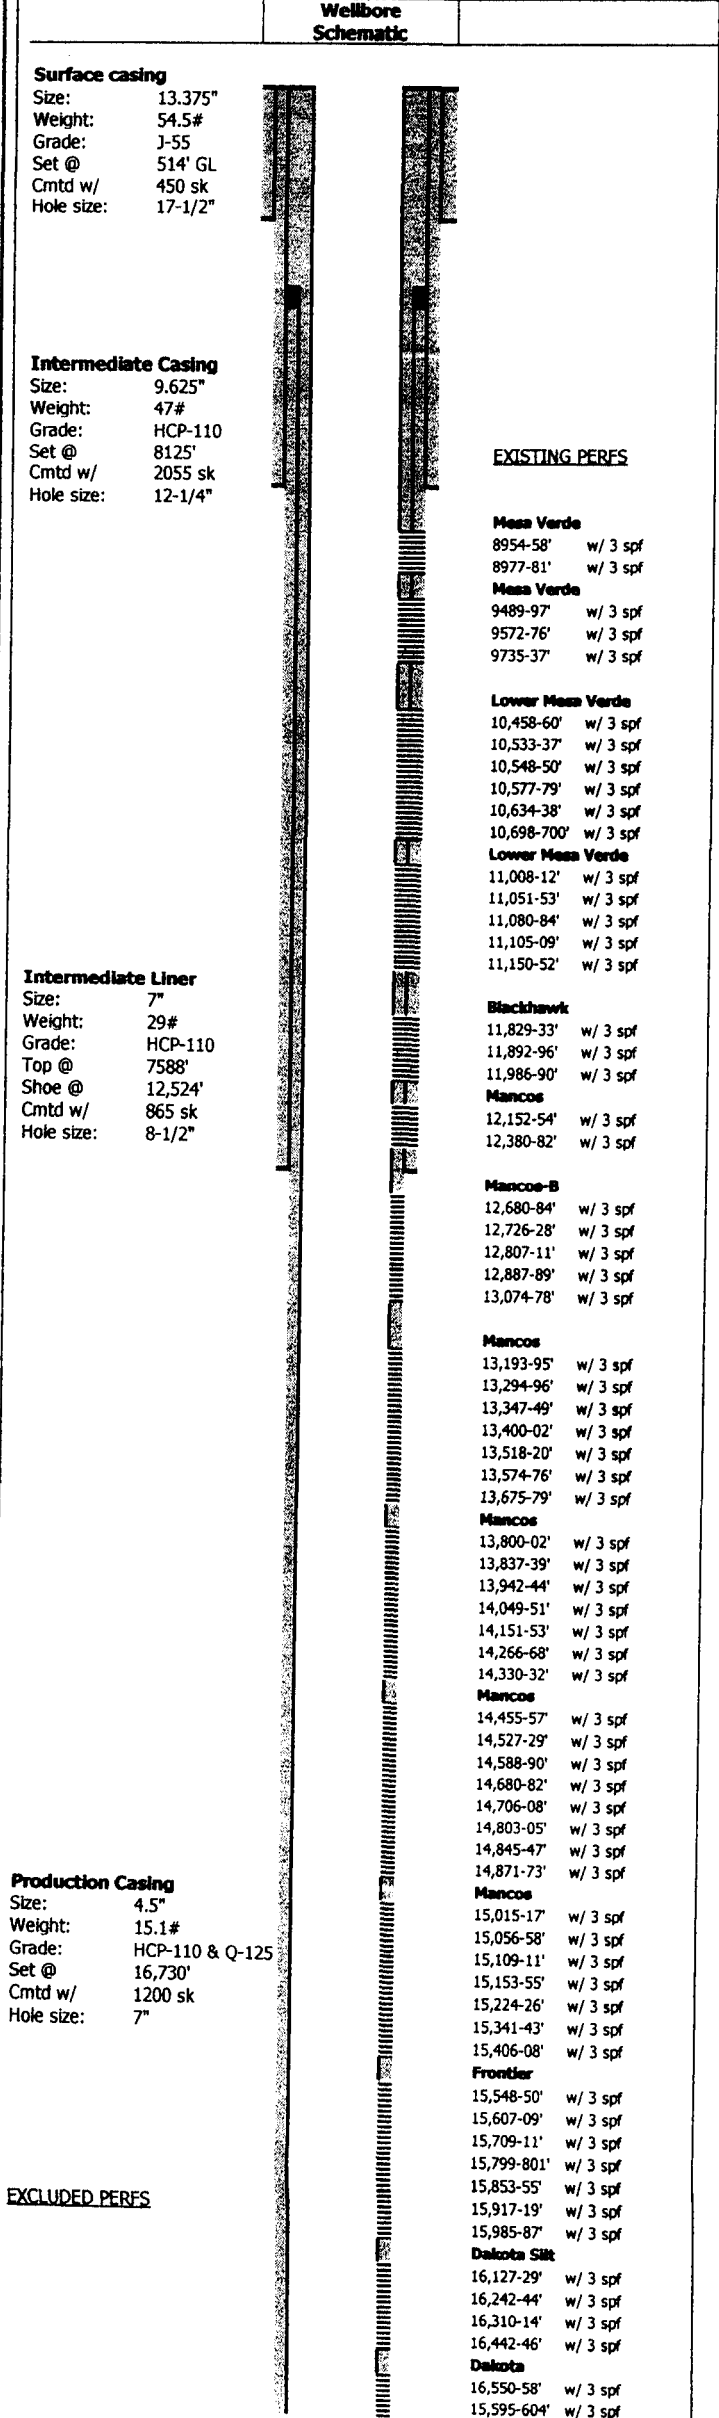 Wellbore
Schematic
Surface casing
Size: 13.375"
Weight: 54.5#
Grade: J-55
Set @ 514' GL
Cmtd w/ 450 sk
Hole size: 17-1/2"
Intermediate Casing
Size: 9.625"
Weight: 47#
Grade: HCP-110
Set @ 8125'
Cmtd w/ 2055 sk
Hole size: 12-1/4"
EXISTING PERFS
Mesa Verde
8954-58' w/ 3 spf
8977-81' w/ 3 spf
Mesa Verde
9489-97' w/ 3 spf
9572-76' w/ 3 spf
9735-37' w/ 3 spf
Lower Mesa Verde
10,458-60' w/ 3 spf
10,533-37' w/ 3 spf
10,548-50' w/ 3 spf
10,577-79' w/ 3 spf
10,634-38' w/ 3 spf
10,698-700' w/ 3 spf
Lower Mesa Verde
11,008-12' w/ 3 spf
11,051-53' w/ 3 spf
11,080-84' w/ 3 spf
11,105-09' w/ 3 spf
11,150-52' w/ 3 spf
Intermediate Liner
Size: 7"
Weight: 29#
Grade: HCP-110
Top @ 7588'
Shoe @ 12,524'
Cmtd w/ 865 sk
Hole size: 8-1/2"
Blackhawk
11,829-33' w/ 3 spf
11,892-96' w/ 3 spf
11,986-90' w/ 3 spf
Mancos
12,152-54' w/ 3 spf
12,380-82' w/ 3 spf
Mancos-B
12,680-84' w/ 3 spf
12,726-28' w/ 3 spf
12,807-11' w/ 3 spf
12,887-89' w/ 3 spf
13,074-78' w/ 3 spf
Mancos
13,193-95' w/ 3 spf
13,294-96' w/ 3 spf
13,347-49' w/ 3 spf
13,400-02' w/ 3 spf
13,518-20' w/ 3 spf
13,574-76' w/ 3 spf
13,675-79' w/ 3 spf
Mancos
13,800-02' w/ 3 spf
13,837-39' w/ 3 spf
13,942-44' w/ 3 spf
14,049-51' w/ 3 spf
14,151-53' w/ 3 spf
14,266-68' w/ 3 spf
14,330-32' w/ 3 spf
Mancos
14,455-57' w/ 3 spf
14,527-29' w/ 3 spf
14,588-90' w/ 3 spf
14,680-82' w/ 3 spf
14,706-08' w/ 3 spf
14,803-05' w/ 3 spf
14,845-47' w/ 3 spf
14,871-73' w/ 3 spf
Production Casing
Size: 4.5"
Weight: 15.1#
Grade: HCP-110 & Q-125
Set @ 16,730'
Cmtd w/ 1200 sk
Hole size: 7"
Mancos
15,015-17' w/ 3 spf
15,056-58' w/ 3 spf
15,109-11' w/ 3 spf
15,153-55' w/ 3 spf
15,224-26' w/ 3 spf
15,341-43' w/ 3 spf
15,406-08' w/ 3 spf
Frontier
15,548-50' w/ 3 spf
15,607-09' w/ 3 spf
15,709-11' w/ 3 spf
15,799-801' w/ 3 spf
15,853-55' w/ 3 spf
15,917-19' w/ 3 spf
15,985-87' w/ 3 spf
EXCLUDED PERFS
Dakota Silt
16,127-29' w/ 3 spf
16,242-44' w/ 3 spf
16,310-14' w/ 3 spf
16,442-46' w/ 3 spf
Dakota
16,550-58' w/ 3 spf
15,595-604' w/ 3 spf